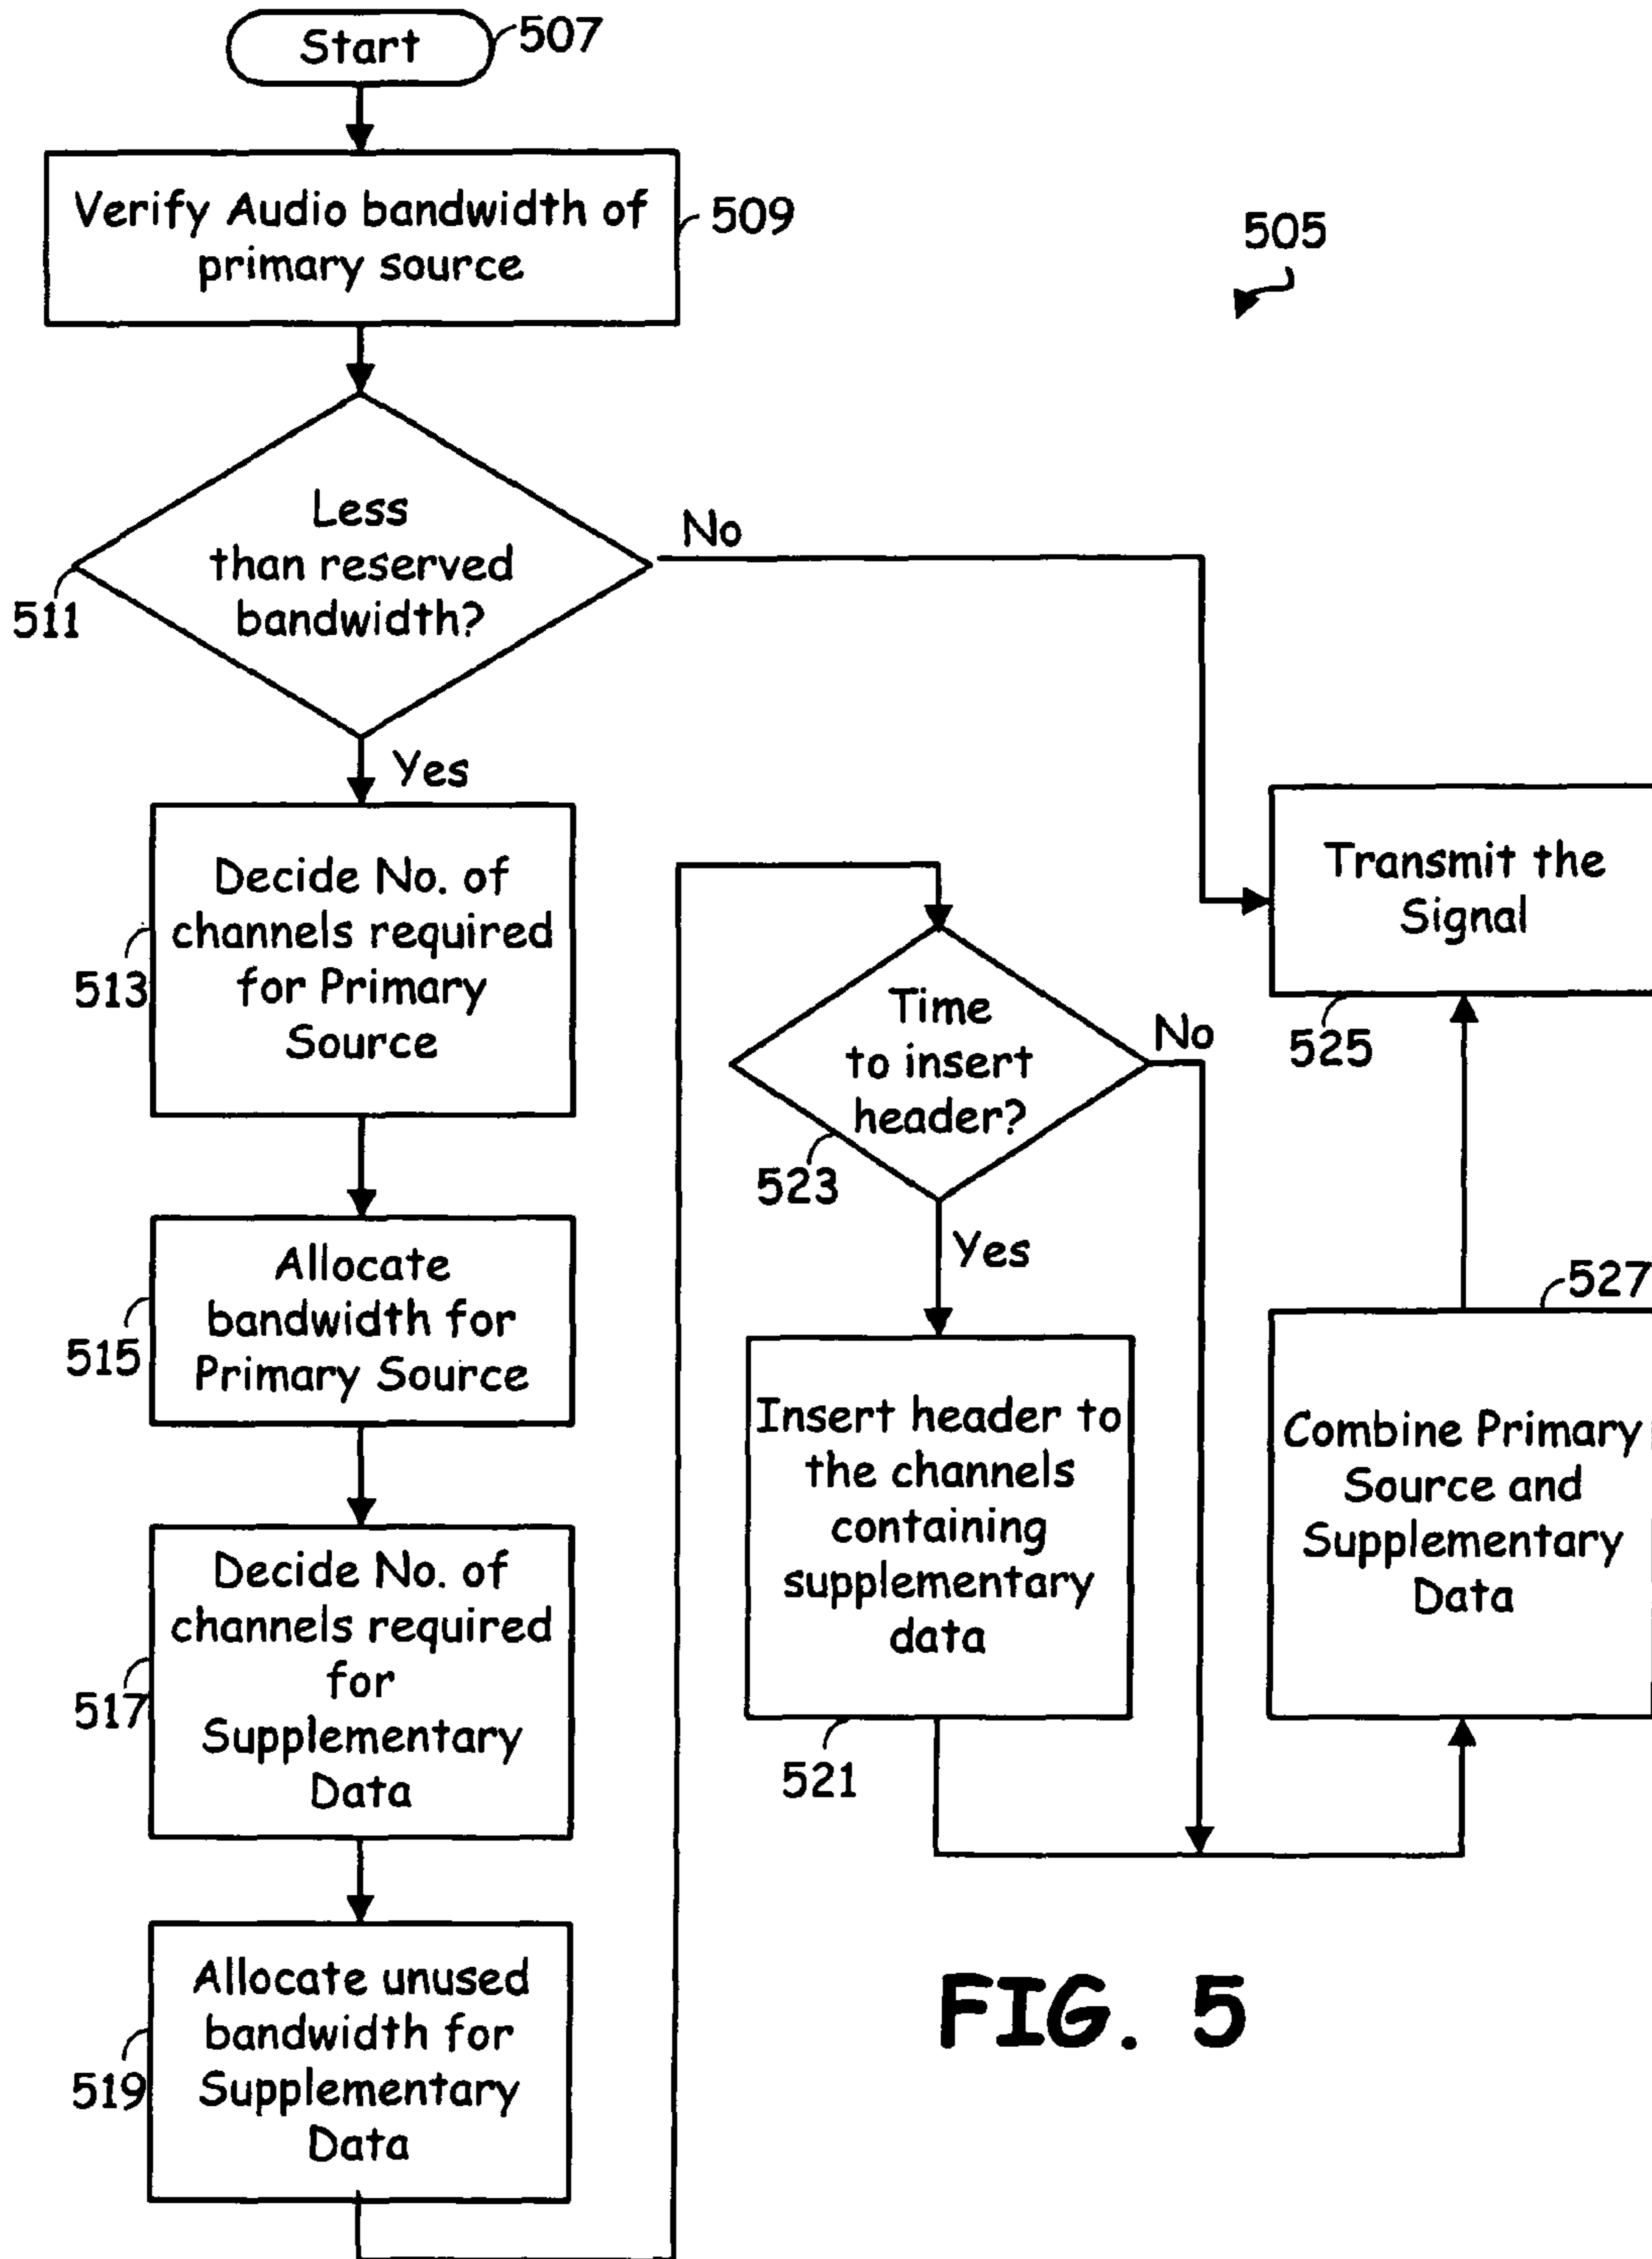 Start
507
Verify Audio bandwidth of
primary source
509
505
Less
than reserved
bandwidth?
511
No
Yes
Decide No. of
channels required
for Primary
Source
513
Allocate
bandwidth for
Primary Source
515
Decide No. of
channels required
for
Supplementary
Data
517
Allocate unused
bandwidth for
Supplementary
Data
519
Time
to insert
header?
523
No
Yes
Insert header to
the channels
containing
supplementary
data
521
Transmit the
Signal
525
527
Combine Primary
Source and
Supplementary
Data
FIG. 5